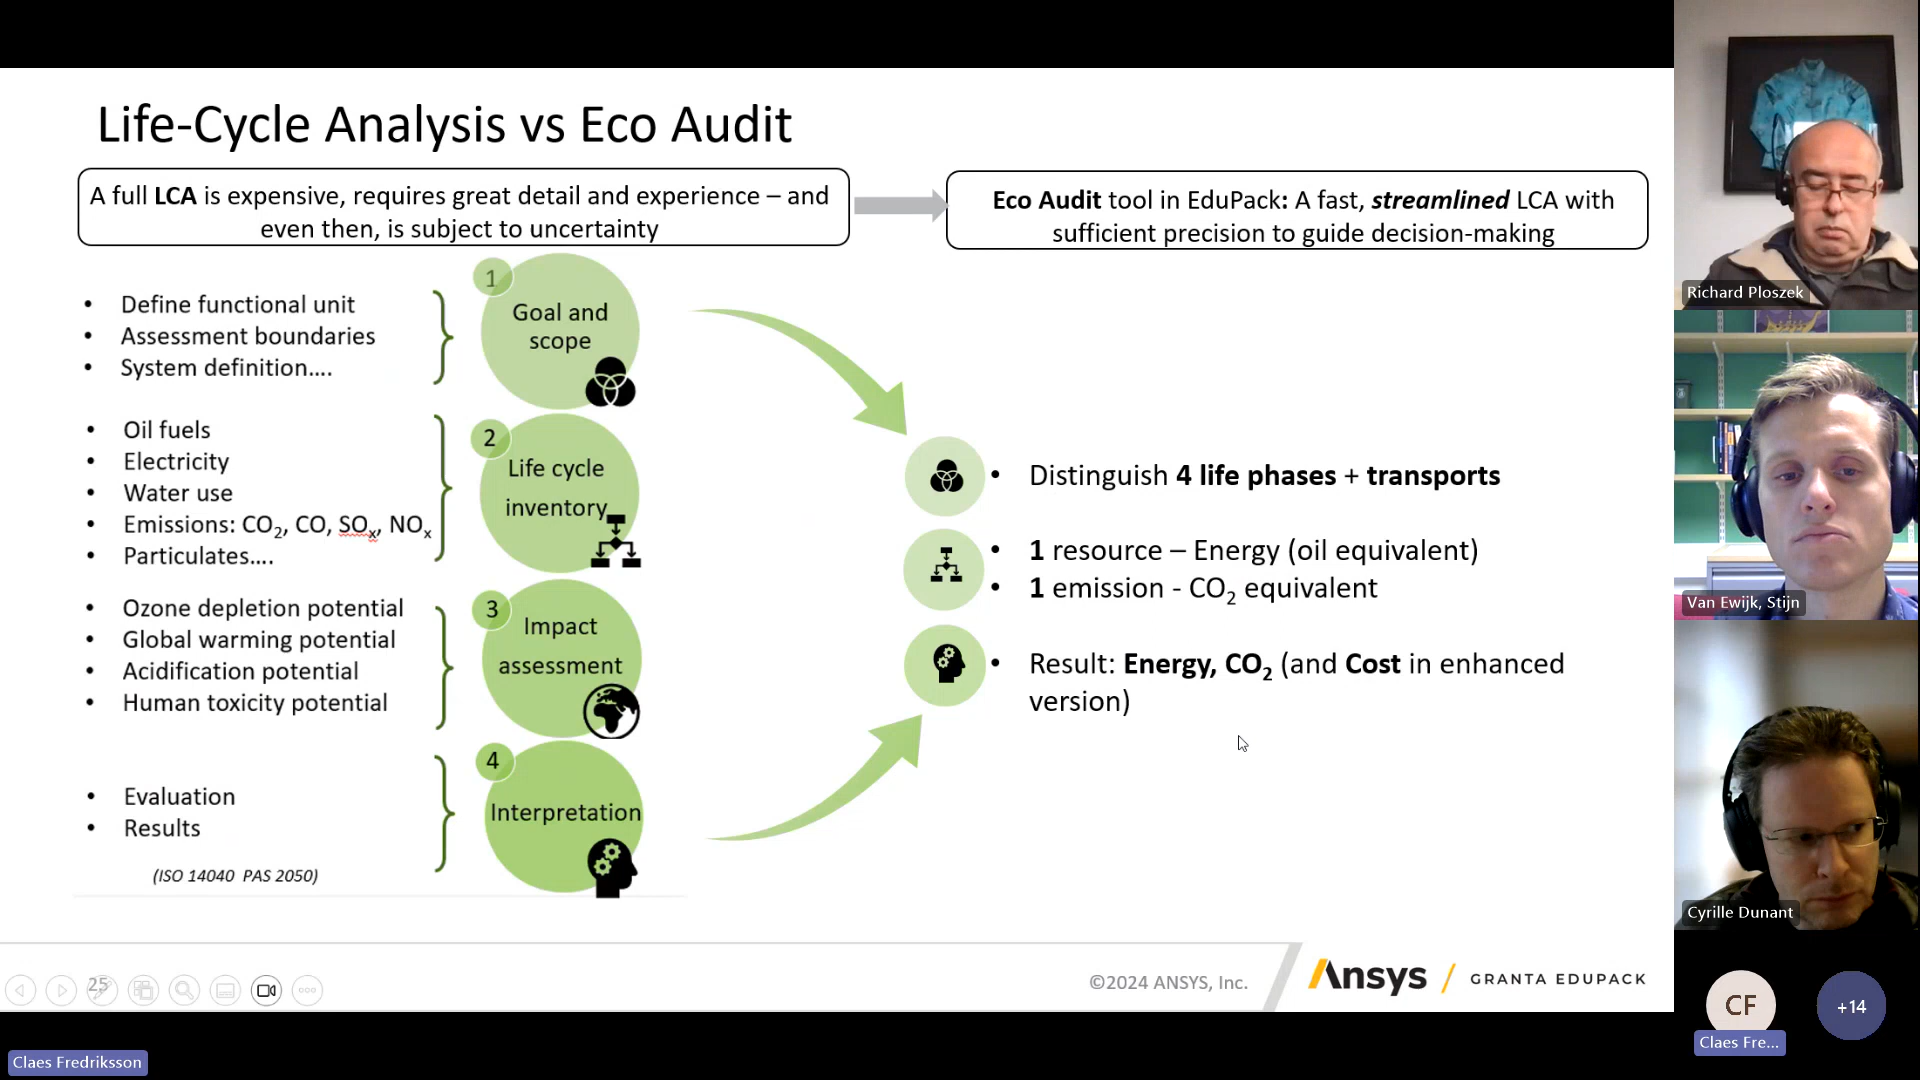 Life-Cycle Analysis vs Eco Audit
A full LCA is expensive, requires great detail and experience – and
even then, is subject to uncertainty
Eco Audit tool in EduPack: A fast, streamlined LCA with
sufficient precision to guide decision-making
• Define functional unit
• Assessment boundaries
• System definition....
1
Goal and
scope
• Oil fuels
• Electricity
• Water use
• Emissions: CO2, CO, SOx, NOx
• Particulates....
2
Life cycle
inventory
• Ozone depletion potential
• Global warming potential
• Acidification potential
• Human toxicity potential
3
Impact
assessment
• Evaluation
• Results
4
Interpretation
(ISO 14040 PAS 2050)
• Distinguish 4 life phases + transports
• 1 resource – Energy (oil equivalent)
• 1 emission - CO2 equivalent
• Result: Energy, CO2 (and Cost in enhanced
version)
25
©2024 ANSYS, Inc.
Ansys / GRANTA EDUPACK
Claes Fredriksson
Richard Ploszek
Van Ewijk, Stijn
Cyrille Dunant
CF
Claes Fre...
+14